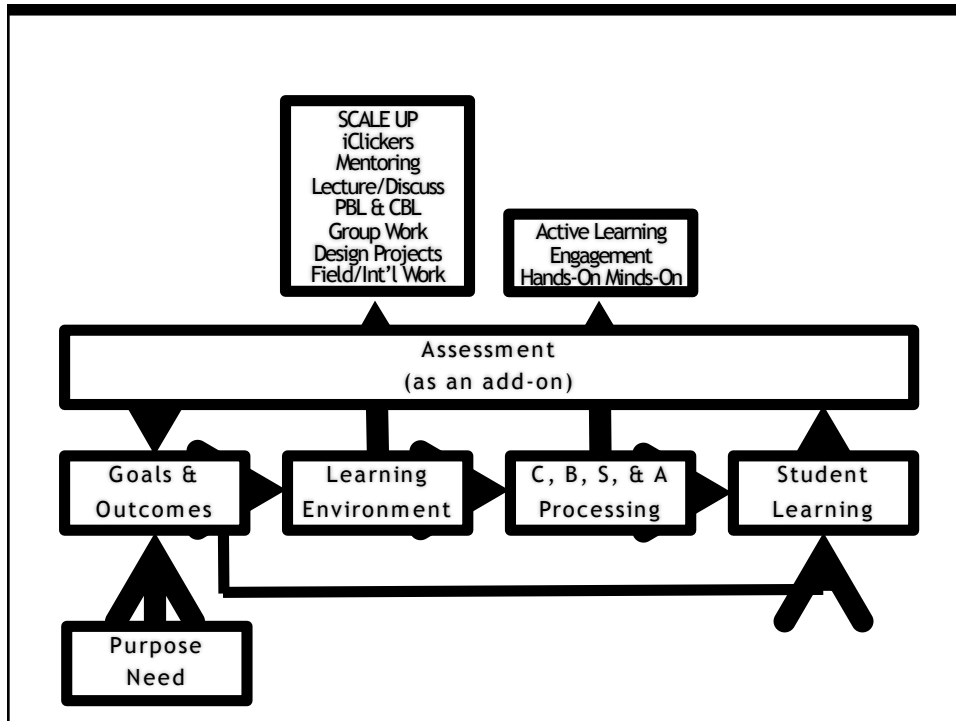 SCALE UP
iClickers
Mentoring
Lecture/Discuss
PBL & CBL
Group Work
Design Projects
Field/Int’l Work
Active Learning
Engagement
Hands-On Minds-On
Assessment
(as an add-on)
Goals &
Outcomes
Learning
Environment
C, B, S, & A
Processing
Student
Learning
Purpose
Need